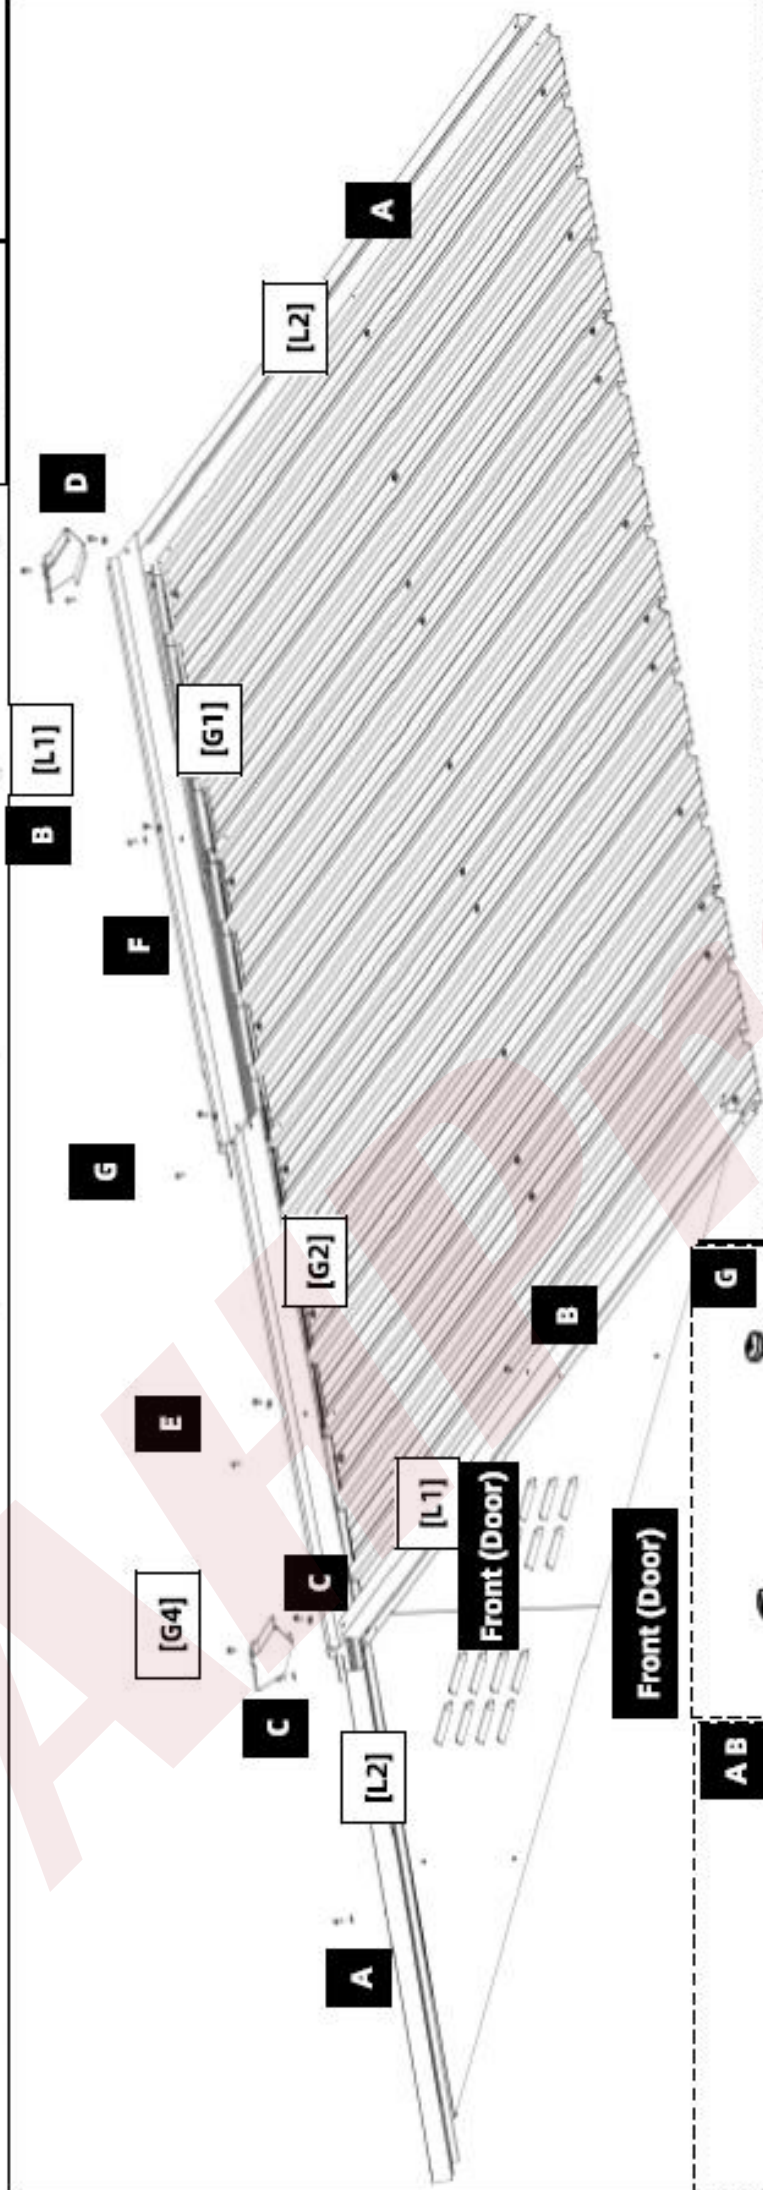 B [L1]
D
G F
[G4] E
[G1]
C [L2]
C [G2]
A [L2] A
[L1]
Front (Door)
B
Front (Door)
A B G